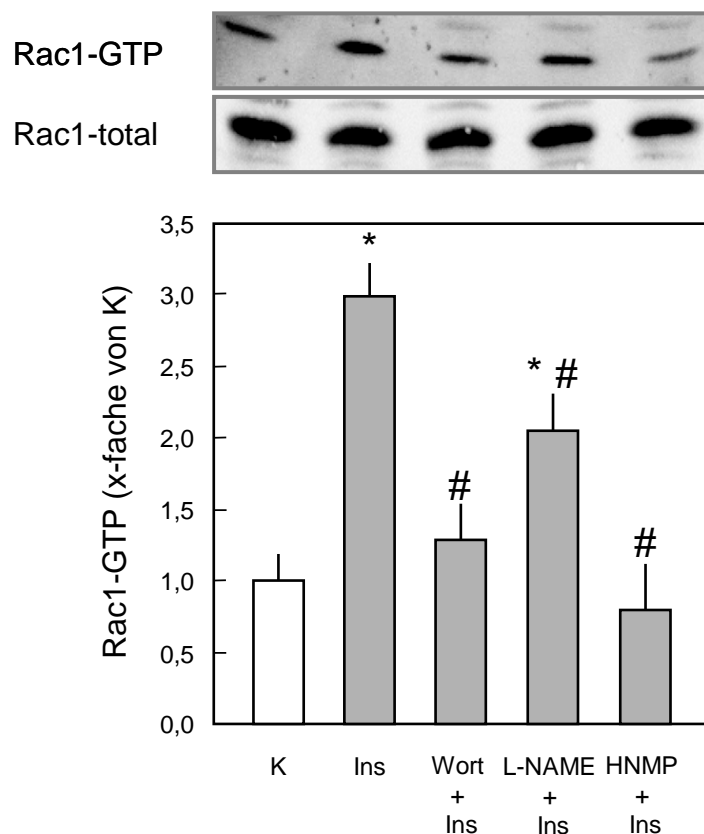 Rac1-GTP
Rac1-total
Rac1-GTP (x-fache von K)
3,5
3,0
2,5
2,0
1,5
1,0
0,5
0,0
*
* #
#
#
K Ins Wort L-NAME HNMP
+ + +
Ins Ins Ins